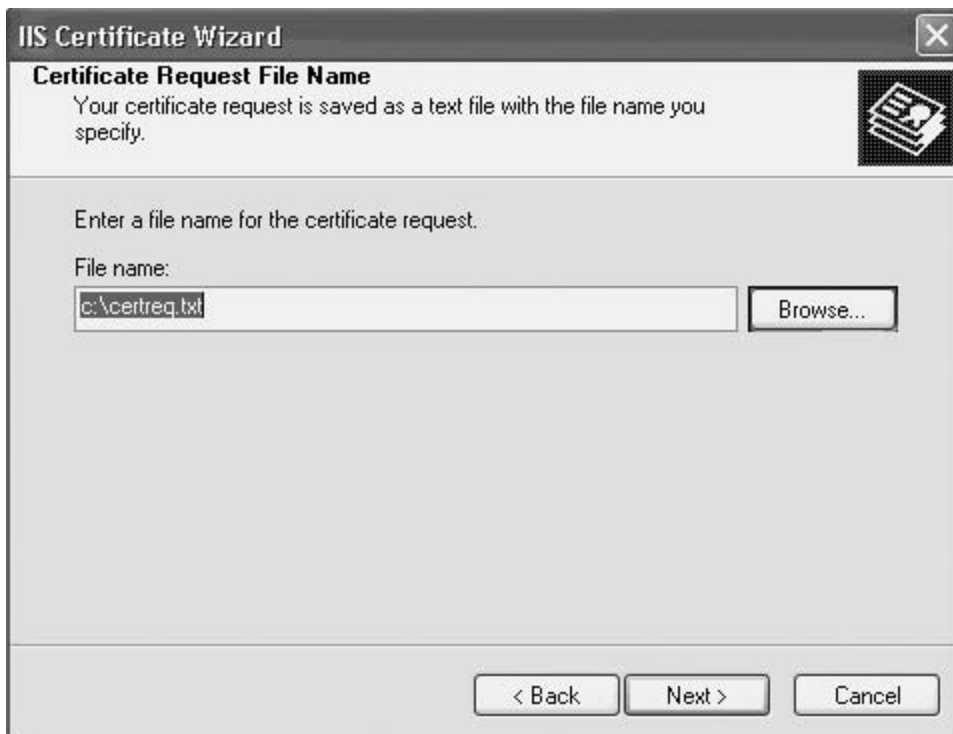 IIS Certificate Wizard
Certificate Request File Name
Your certificate request is saved as a text file with the file name you
specify.
Enter a file name for the certificate request.
File name:
c:\certreq.txt
Browse...
< Back
Next >
Cancel